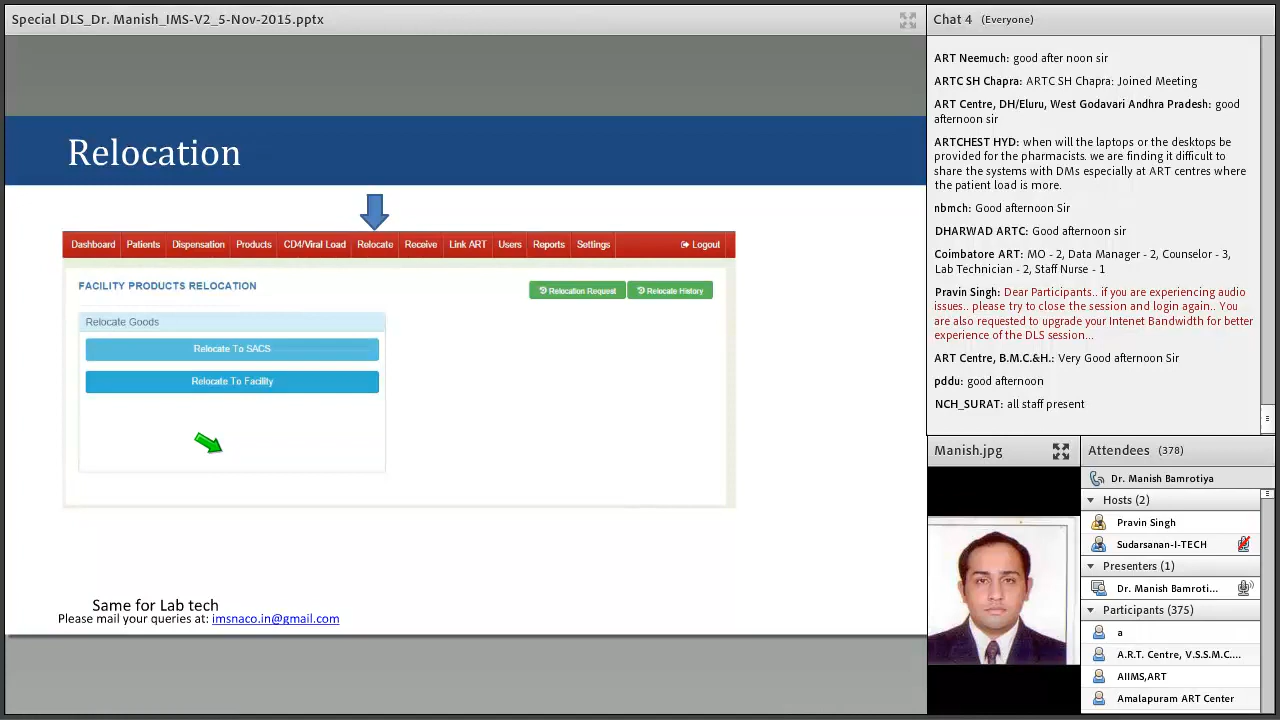 Special DLS_Dr. Manish_IMS-V2_5-Nov-2015.pptx
Relocation
Dashboard Patients Dispensation Products CD4/Viral Load Relocate Receive Link ART Users Reports Settings Logout
FACILITY PRODUCTS RELOCATION
Relocation Request Relocate History
Relocate Goods
Relocate To SACS
Relocate To Facility
Same for Lab tech
Please mail your queries at: imsnaco.in@gmail.com
Chat 4 (Everyone)
ART Neemuch: good after noon sir
ARTC SH Chapra: ARTC SH Chapra: Joined Meeting
ART Centre, DH/Eluru, West Godavari Andhra Pradesh: good
afternoon sir
ARTCHEST HYD: when will the laptops or the desktops be
provided for the pharmacists. we are finding it difficult to
share the systems with DMs especially at ART centres where
the patient load is more.
nbmch: Good afternoon Sir
DHARWAD ARTC: Good afternoon sir
Coimbatore ART: MO - 2, Data Manager - 2, Counselor - 3,
Lab Technician - 2, Staff Nurse - 1
Pravin Singh: Dear Participants.. if you are experiencing audio
issues.. please try to close the session and login again.. You
are also requested to upgrade your Intenet Bandwidth for better
experience of the DLS session...
ART Centre, B.M.C.&H.: Very Good afternoon Sir
pddu: good afternoon
NCH_SURAT: all staff present
Manish.jpg
Attendees (378)
Dr. Manish Bamrotiya
Hosts (2)
Pravin Singh
Sudarsanan-I-TECH
Presenters (1)
Dr. Manish Bamroti...
Participants (375)
a
A.R.T. Centre, V.S.S.M.C....
AIIMS,ART
Amalapuram ART Center